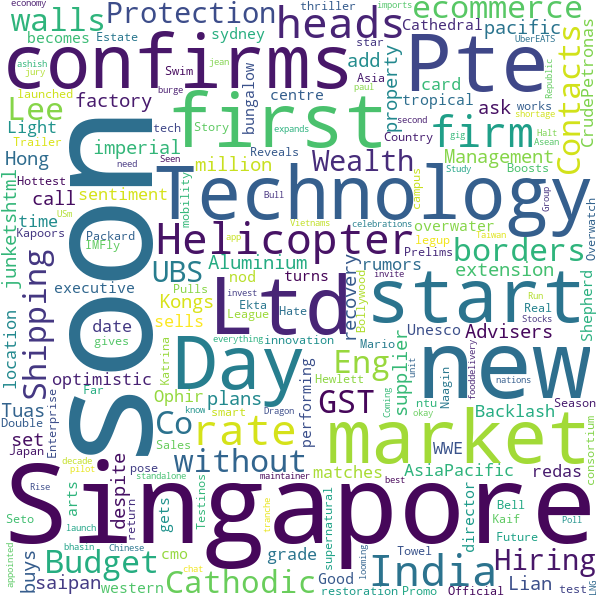 economy
walls
Protection
heads
thriller
imports
ecommerce
becomes
Estate
sydney
Cathedral
pacific
UberEATS
confirms
Pte
ashish
jury
launched
Hottest
star
Swim
Asia
add
card
tropical
Republic
CrudePetronas
Contacts
Lee
factory
burge
jean
paul
property
bungalow
centre
ask
works
shortage
Light
Trailer
tech
Story
first
second
Country
firm
gig
Halt
Asean
Hong
imperial
need
Reveals
expands
Wealth
Management
Study
Boosts
call
million
Seen
Technology
campus
Overwatch
sentiment
Bull
Group
junketshtml
time
Kapoors
Packard
IMFly
mobility
USm
Vietnams
celebrations
app
legup
overwater
Prelims
Taiwan
Soon
Helicopter
borders
Shipping
executive
UBS
Aluminium
nod
turns
recovery
rumors
extension
Shepherd
Kongs
Pulls
Ekta
invest
Ltd
Bollywood
invite
Run
Real
Stocks
start
date
sells
League
Hate
location
gives
innovation
Mario
Unesco
Advisers
optimistic
Far
Katrina
everything
Day
Eng
supplier
unit
Hewlett
Naagin
fooddelivery
new
nations
Enterprise
Tuas
Double
Ophir
plans
know
smart
Dragon
performing
Coming
GST
ntu
okay
Backlash
Season
set
Japan
Co
rate
Sales
market
consortium
decade
pilot
despite
pose
return
without
standalone
maintainer
matches
best
WWE
AsiaPacific
redas
Seto
Rise
Singapore
Poll
arts
gets
Testinos
cmo
grade
supernatural
Towel
director
Bell
Kaif
Future
Hiring
launch
Budget
tranche
India
buys
saipan
bhasin
Chinese
western
Cathodic
chat
Good
restoration
looming
Promo
Official
Lian
test
LNG
appointed